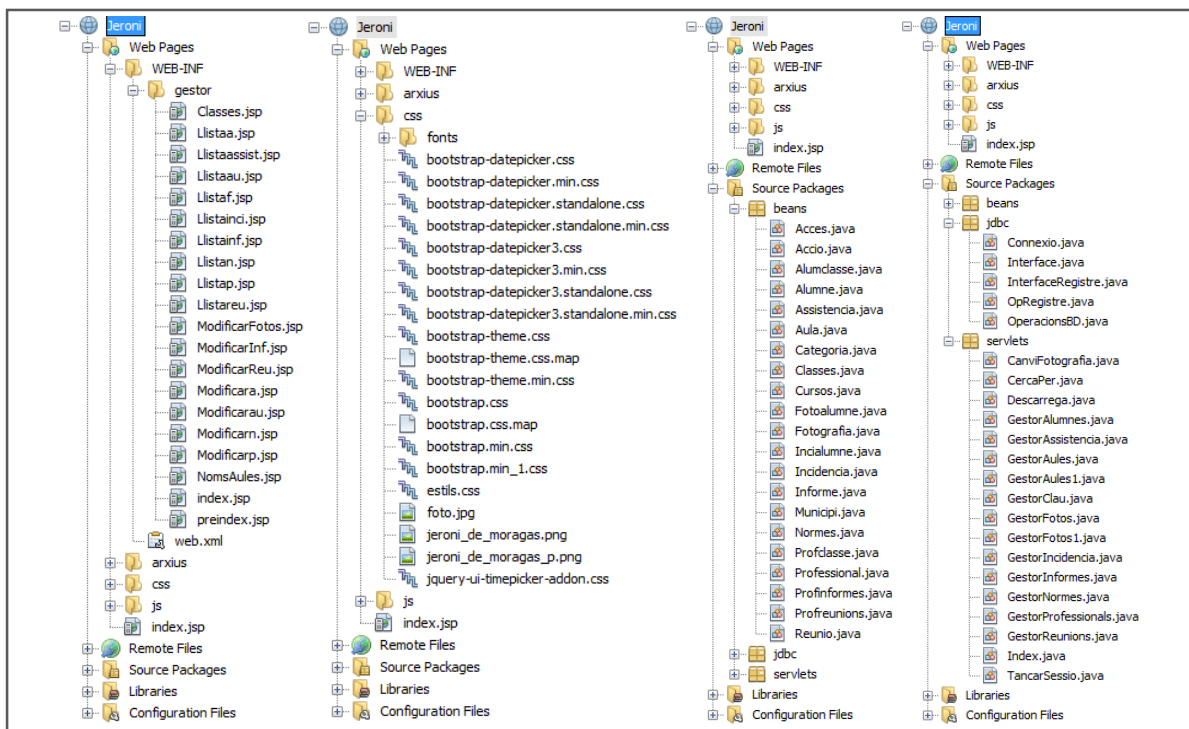 Jeroni
Web Pages
WEB-INF
gestor
Classes.jsp
Llistaa.jsp
Llistaassist.jsp
Llistaau.jsp
Llistaf.jsp
Llistainci.jsp
Llistainf.jsp
Llistan.jsp
Llistap.jsp
Llistareu.jsp
ModificarFotos.jsp
ModificarInf.jsp
ModificarReu.jsp
Modificara.jsp
Modificarau.jsp
Modificarn.jsp
Modificarp.jsp
NomsAules.jsp
index.jsp
preindex.jsp
web.xml
arxius
css
js
index.jsp
Remote Files
Source Packages
Libraries
Configuration Files
Jeroni
Web Pages
WEB-INF
arxius
css
fonts
bootstrap-datepicker.css
bootstrap-datepicker.min.css
bootstrap-datepicker.standalone.css
bootstrap-datepicker.standalone.min.css
bootstrap-datepicker3.css
bootstrap-datepicker3.min.css
bootstrap-datepicker3.standalone.css
bootstrap-datepicker3.standalone.min.css
bootstrap-theme.css
bootstrap-theme.css.map
bootstrap-theme.min.css
bootstrap.css
bootstrap.css.map
bootstrap.min.css
bootstrap.min_1.css
estils.css
foto.jpg
jeroni_de_moragas.png
jeroni_de_moragas_p.png
jquery-ui-timepicker-addon.css
js
index.jsp
Remote Files
Source Packages
Libraries
Configuration Files
Jeroni
Web Pages
WEB-INF
arxius
css
js
index.jsp
Remote Files
Source Packages
beans
Acces.java
Accio.java
Alumclasse.java
Alumne.java
Assistencia.java
Aula.java
Categoria.java
Classes.java
Cursos.java
Fotoalumne.java
Fotografia.java
Incialumne.java
Incidencia.java
Informe.java
Municipi.java
Normes.java
Profclasse.java
Professional.java
Profinformes.java
Profreunions.java
Reunio.java
jdbc
servlets
Libraries
Configuration Files
Jeroni
Web Pages
WEB-INF
arxius
css
js
index.jsp
Remote Files
Source Packages
beans
jdbc
Connexio.java
Interface.java
InterfaceRegistre.java
OpRegistre.java
OperacionsBD.java
servlets
CanviFotografia.java
CercaPer.java
Descarrega.java
GestorAlumnes.java
GestorAssistencia.java
GestorAules.java
GestorAules1.java
GestorClau.java
GestorFotos.java
GestorFotos1.java
GestorIncidencia.java
GestorInformes.java
GestorNormes.java
GestorProfessionals.java
GestorReunions.java
Index.java
TancarSessio.java
Libraries
Configuration Files